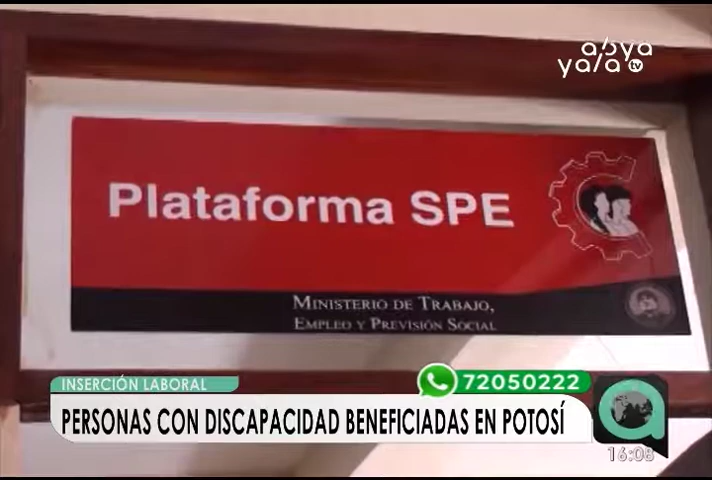 abya
yala tv
Plataforma SPE
MINISTERIO DE TRABAJO,
EMPLEO Y PREVISIÓN SOCIAL
INSERCIÓN LABORAL
72050222
PERSONAS CON DISCAPACIDAD BENEFICIADAS EN POTOSÍ
16:08